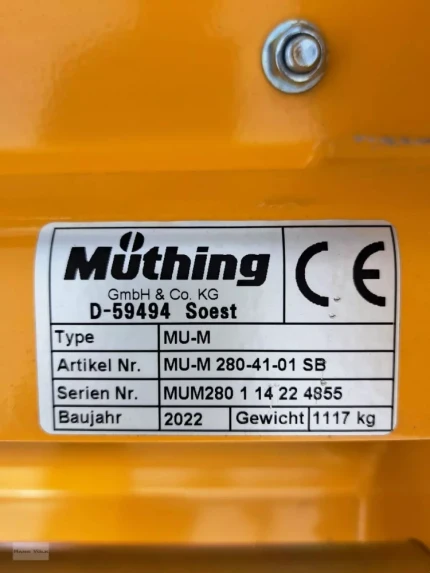 Müthing
GmbH & Co. KG
D-59494 Soest
CE
Type MU-M
Artikel Nr. MU-M 280-41-01 SB
Serien Nr. MUM280 1 14 22 4855
Baujahr 2022 Gewicht 1117 kg